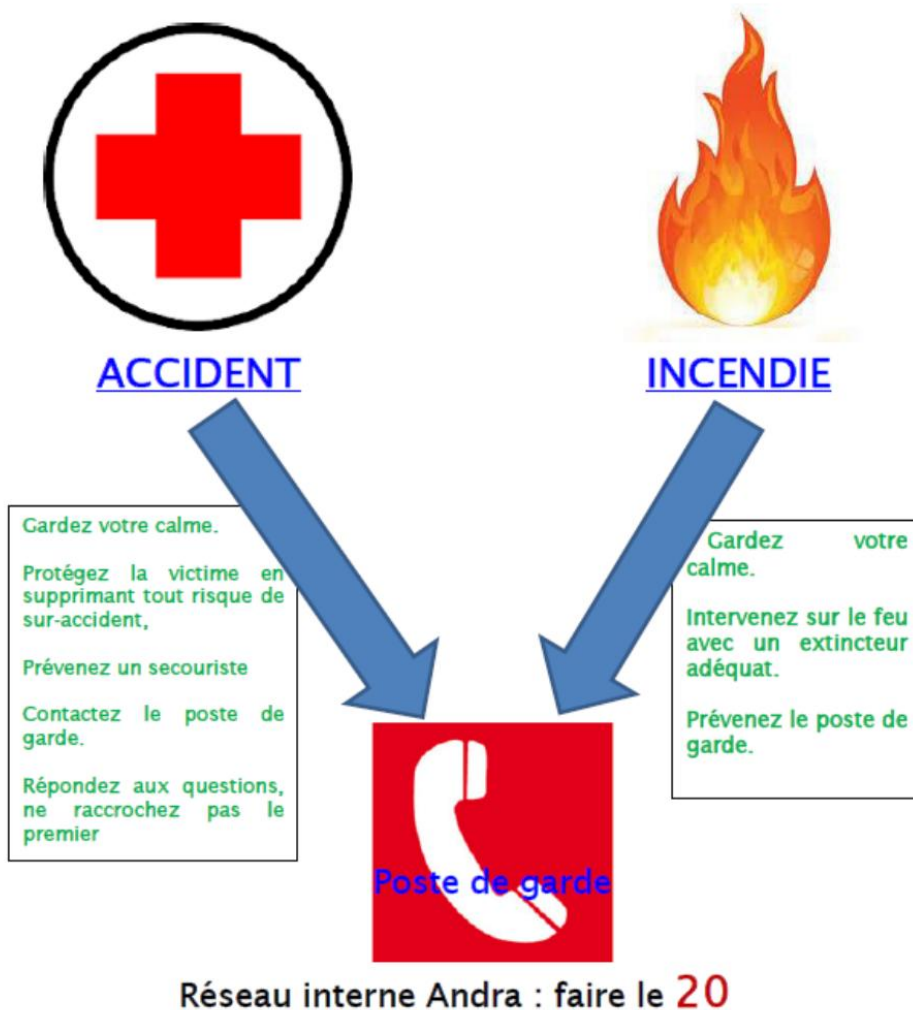 ACCIDENT
INCENDIE
Gardez votre calme.
Protégez la victime en
supprimant tout risque de
sur-accident,
Prévenez un secouriste
Contactez le poste de
garde.
Répondez aux questions,
ne raccrochez pas le
premier
Gardez votre
calme.
Intervenez sur le feu
avec un extincteur
adéquat.
Prévenez le poste de
garde.
Poste de garde
Réseau interne Andra : faire le 20